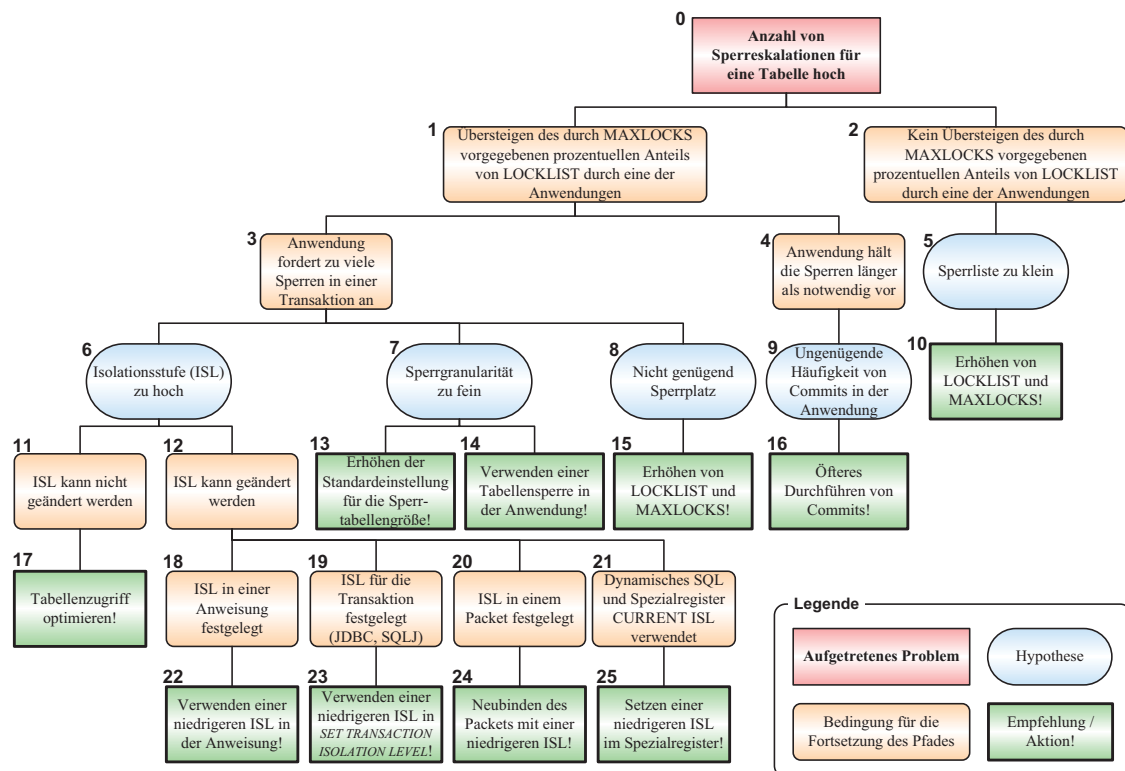 0
Anzahl von
Sperreskalationen für
eine Tabelle hoch
1
Übersteigen des durch MAXLOCKS
vorgegebenen prozentuellen Anteils
von LOCKLIST durch eine der
Anwendungen
2
Kein Übersteigen des durch
MAXLOCKS vorgegebenen
prozentuellen Anteils von LOCKLIST
durch eine der Anwendungen
3
Anwendung
fordert zu viele
Sperren in einer
Transaktion an
4
Anwendung hält
die Sperren länger
als notwendig vor
5
Sperrliste zu klein
6
Isolationsstufe (ISL)
zu hoch
7
Sperrgranularität
zu fein
8
Nicht genügend
Sperrplatz
9
Ungenügende
Häufigkeit von
Commits in der
Anwendung
10
Erhöhen von
LOCKLIST und
MAXLOCKS!
11
ISL kann nicht
geändert werden
12
ISL kann geändert
werden
13
Erhöhen der
Standardeinstellung
für die Sperr-
tabellengröße!
14
Verwenden einer
Tabellensperre in
der Anwendung!
15
Erhöhen von
LOCKLIST und
MAXLOCKS!
16
Öfteres
Durchführen von
Commits!
17
Tabellenzugriff
optimieren!
18
ISL in einer
Anweisung
festgelegt
19
ISL für die
Transaktion
festgelegt
(JDBC, SQLJ)
20
ISL in einem
Packet festgelegt
21
Dynamisches SQL
und Spezialregister
CURRENT ISL
verwendet
22
Verwenden einer
niedrigeren ISL in
der Anweisung!
23
Verwenden einer
niedrigeren ISL in
SET TRANSACTION
ISOLATION LEVEL!
24
Neubinden des
Packets mit einer
niedrigeren ISL!
25
Setzen einer
niedrigeren ISL
im Spezialregister!
Legende
Aufgetretenes Problem
Hypothese
Bedingung für die
Fortsetzung des Pfades
Empfehlung /
Aktion!